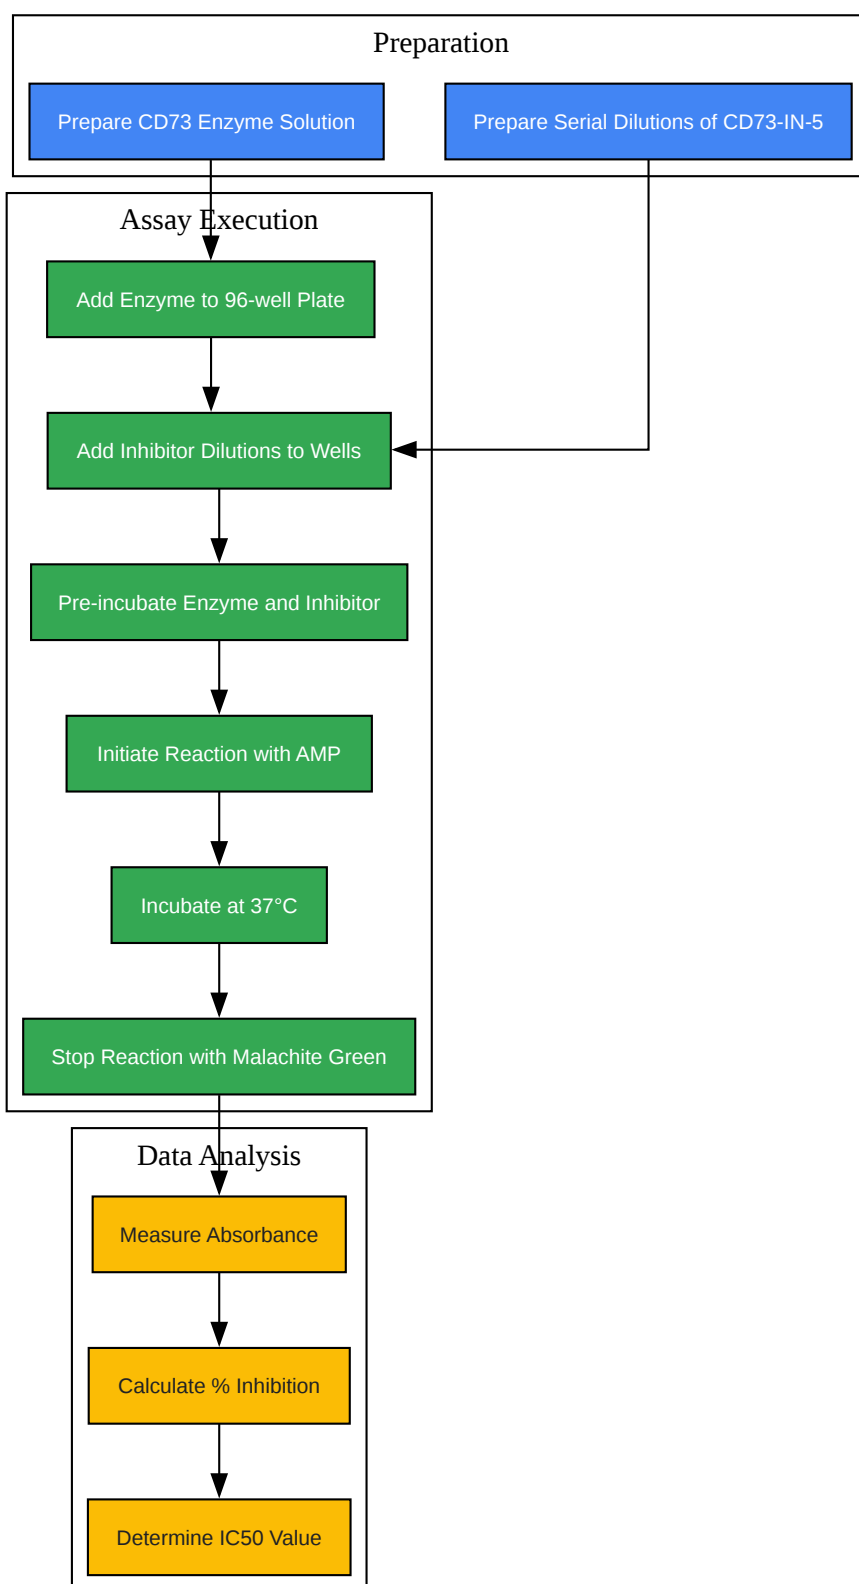 Preparation
Prepare CD73 Enzyme Solution
Prepare Serial Dilutions of CD73-IN-5
Assay Execution
Add Enzyme to 96-well Plate
Add Inhibitor Dilutions to Wells
Pre-incubate Enzyme and Inhibitor
Initiate Reaction with AMP
Incubate at 37°C
Stop Reaction with Malachite Green
Data Analysis
Measure Absorbance
Calculate % Inhibition
Determine IC50 Value